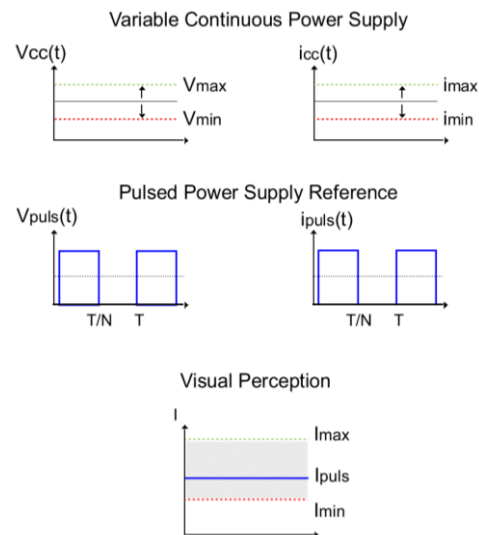 Variable Continuous Power Supply
Vcc(t)
icc(t)
Vmax
imax
Vmin
imin
Pulsed Power Supply Reference
Vpuls(t)
ipuls(t)
T/N T
T/N T
Visual Perception
I
Imax
Ipuls
Imin